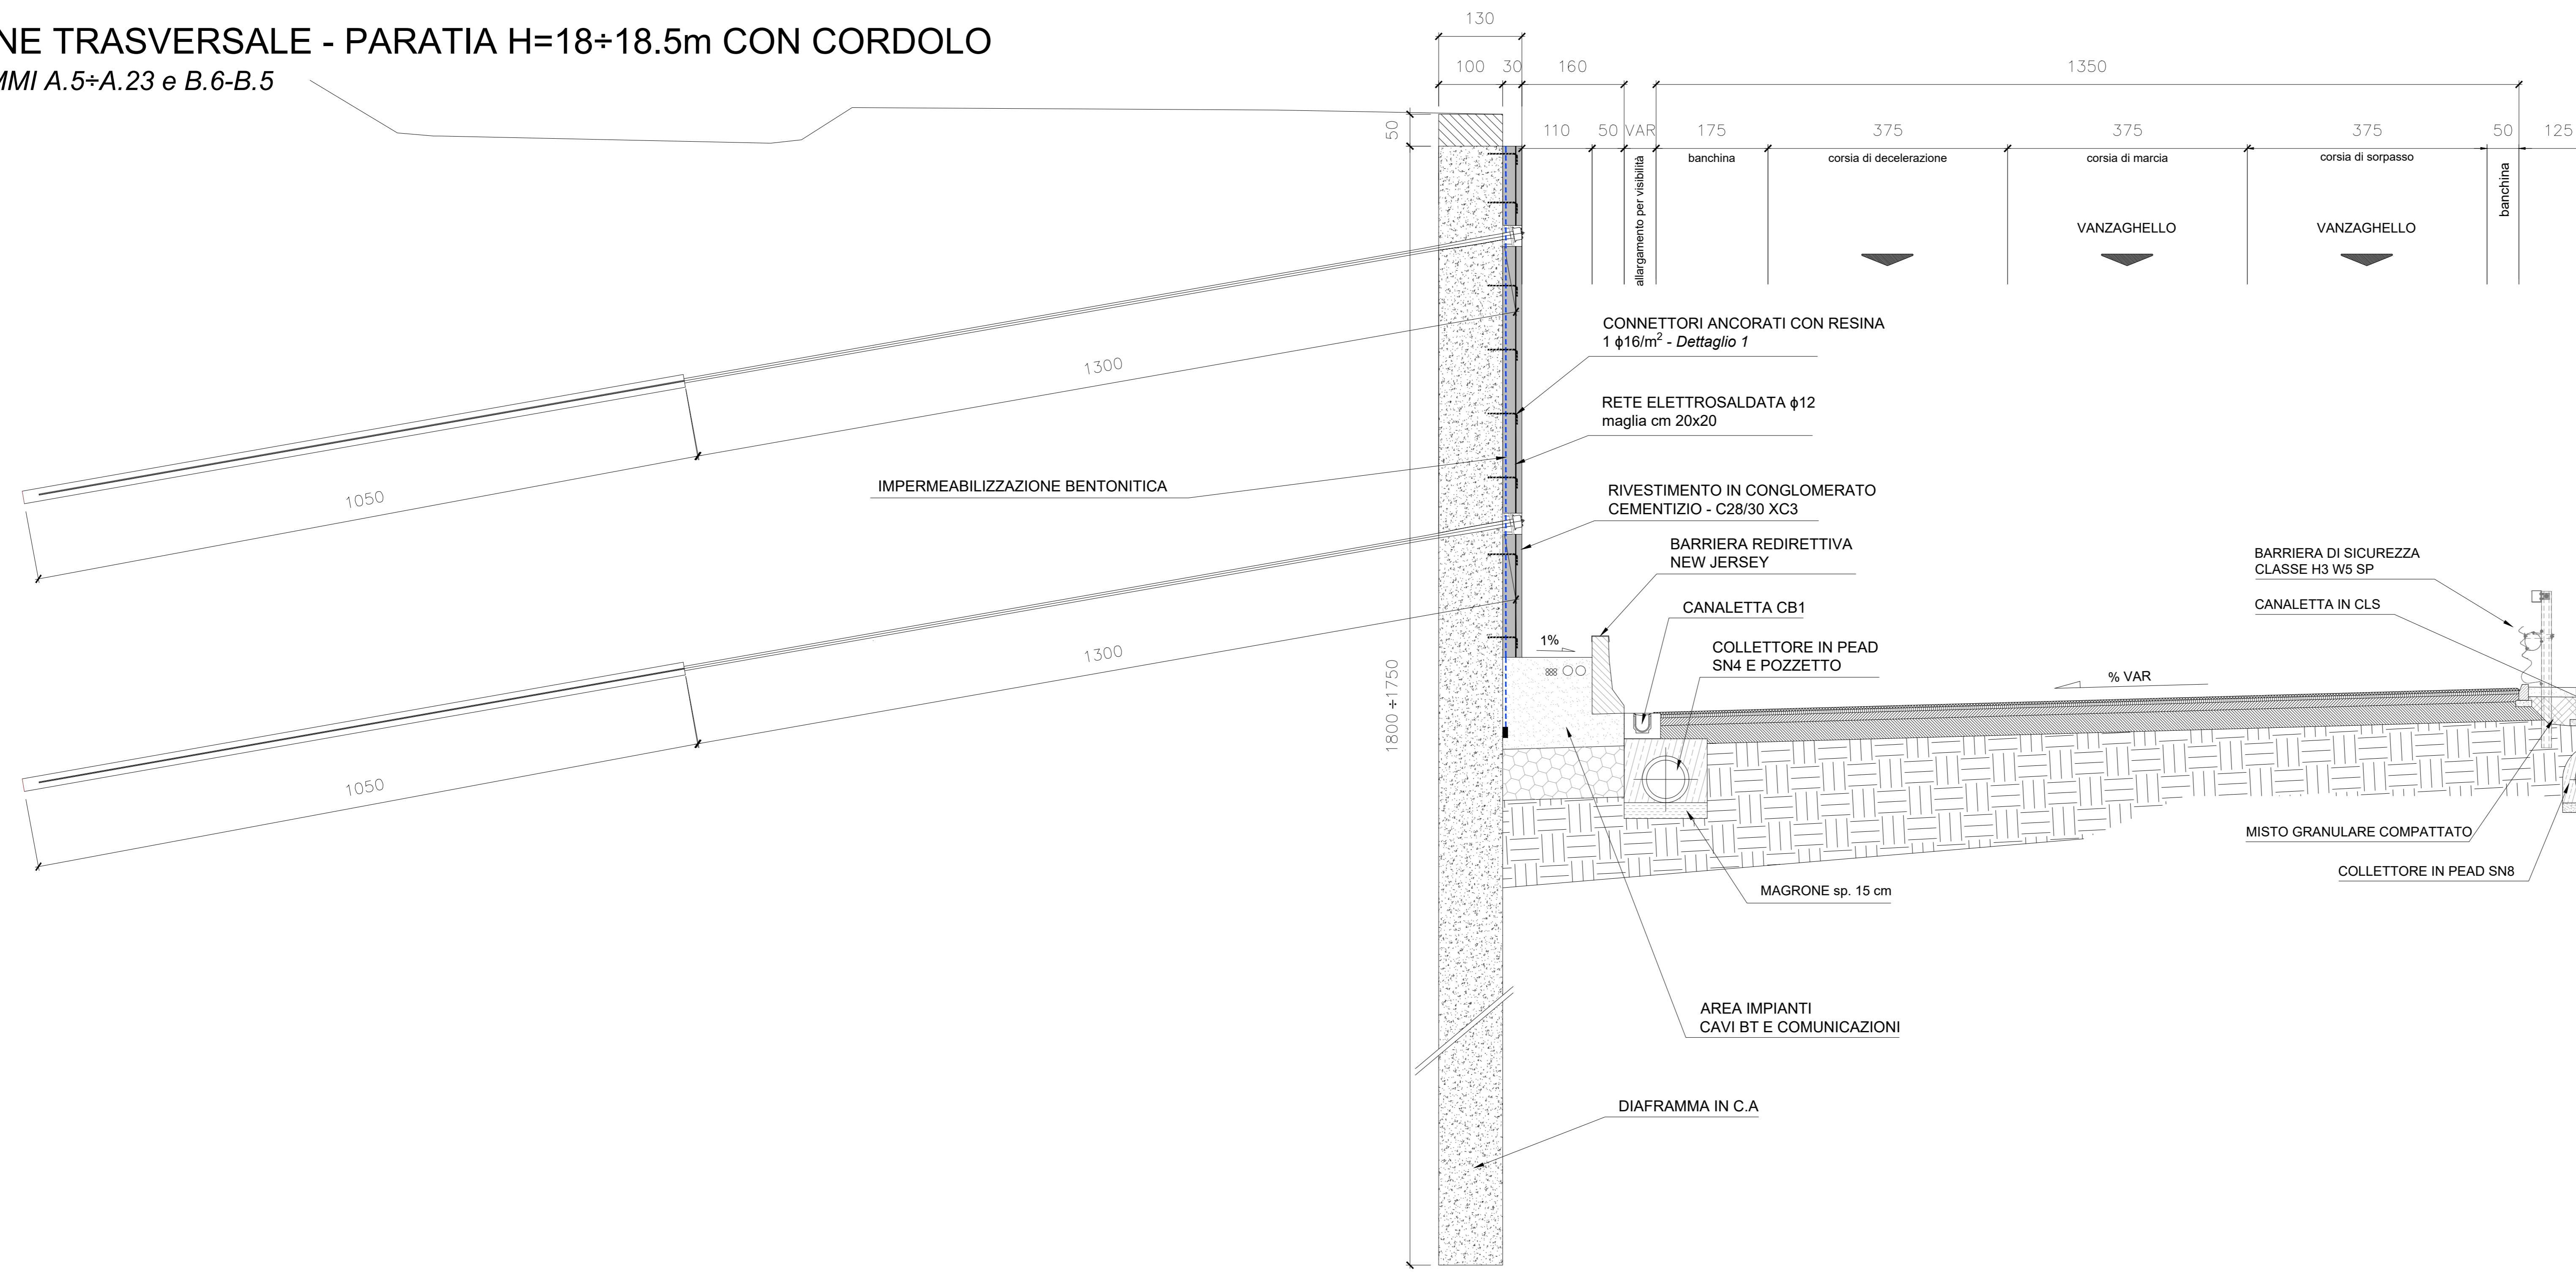 NE TRASVERSALE - PARATIA H=18÷18.5m CON CORDOLO
MMI A.5÷A.23 e B.6-B.5
130
100
30
160
1350
50
110
50
VAR
175
375
375
375
50
125
allargamento per visibilità
banchina
corsia di decelerazione
corsia di marcia
corsia di sorpasso
banchina
VANZAGHELLO
VANZAGHELLO
CONNETTORI ANCORATI CON RESINA
1 ϕ16/m² - Dettaglio 1
1300
RETE ELETTROSALDATA ϕ12
maglia cm 20x20
IMPERMEABILIZZAZIONE BENTONITICA
1050
RIVESTIMENTO IN CONGLOMERATO
CEMENTIZIO - C28/30 XC3
BARRIERA REDIRETTIVA
NEW JERSEY
BARRIERA DI SICUREZZA
CLASSE H3 W5 SP
CANALETTA CB1
CANALETTA IN CLS
1%
COLLETTORE IN PEAD
SN4 E POZZETTO
1300
% VAR
1800÷1750
1050
MISTO GRANULARE COMPATTATO
COLLETTORE IN PEAD SN8
MAGRONE sp. 15 cm
AREA IMPIANTI
CAVI BT E COMUNICAZIONI
DIAFRAMMA IN C.A